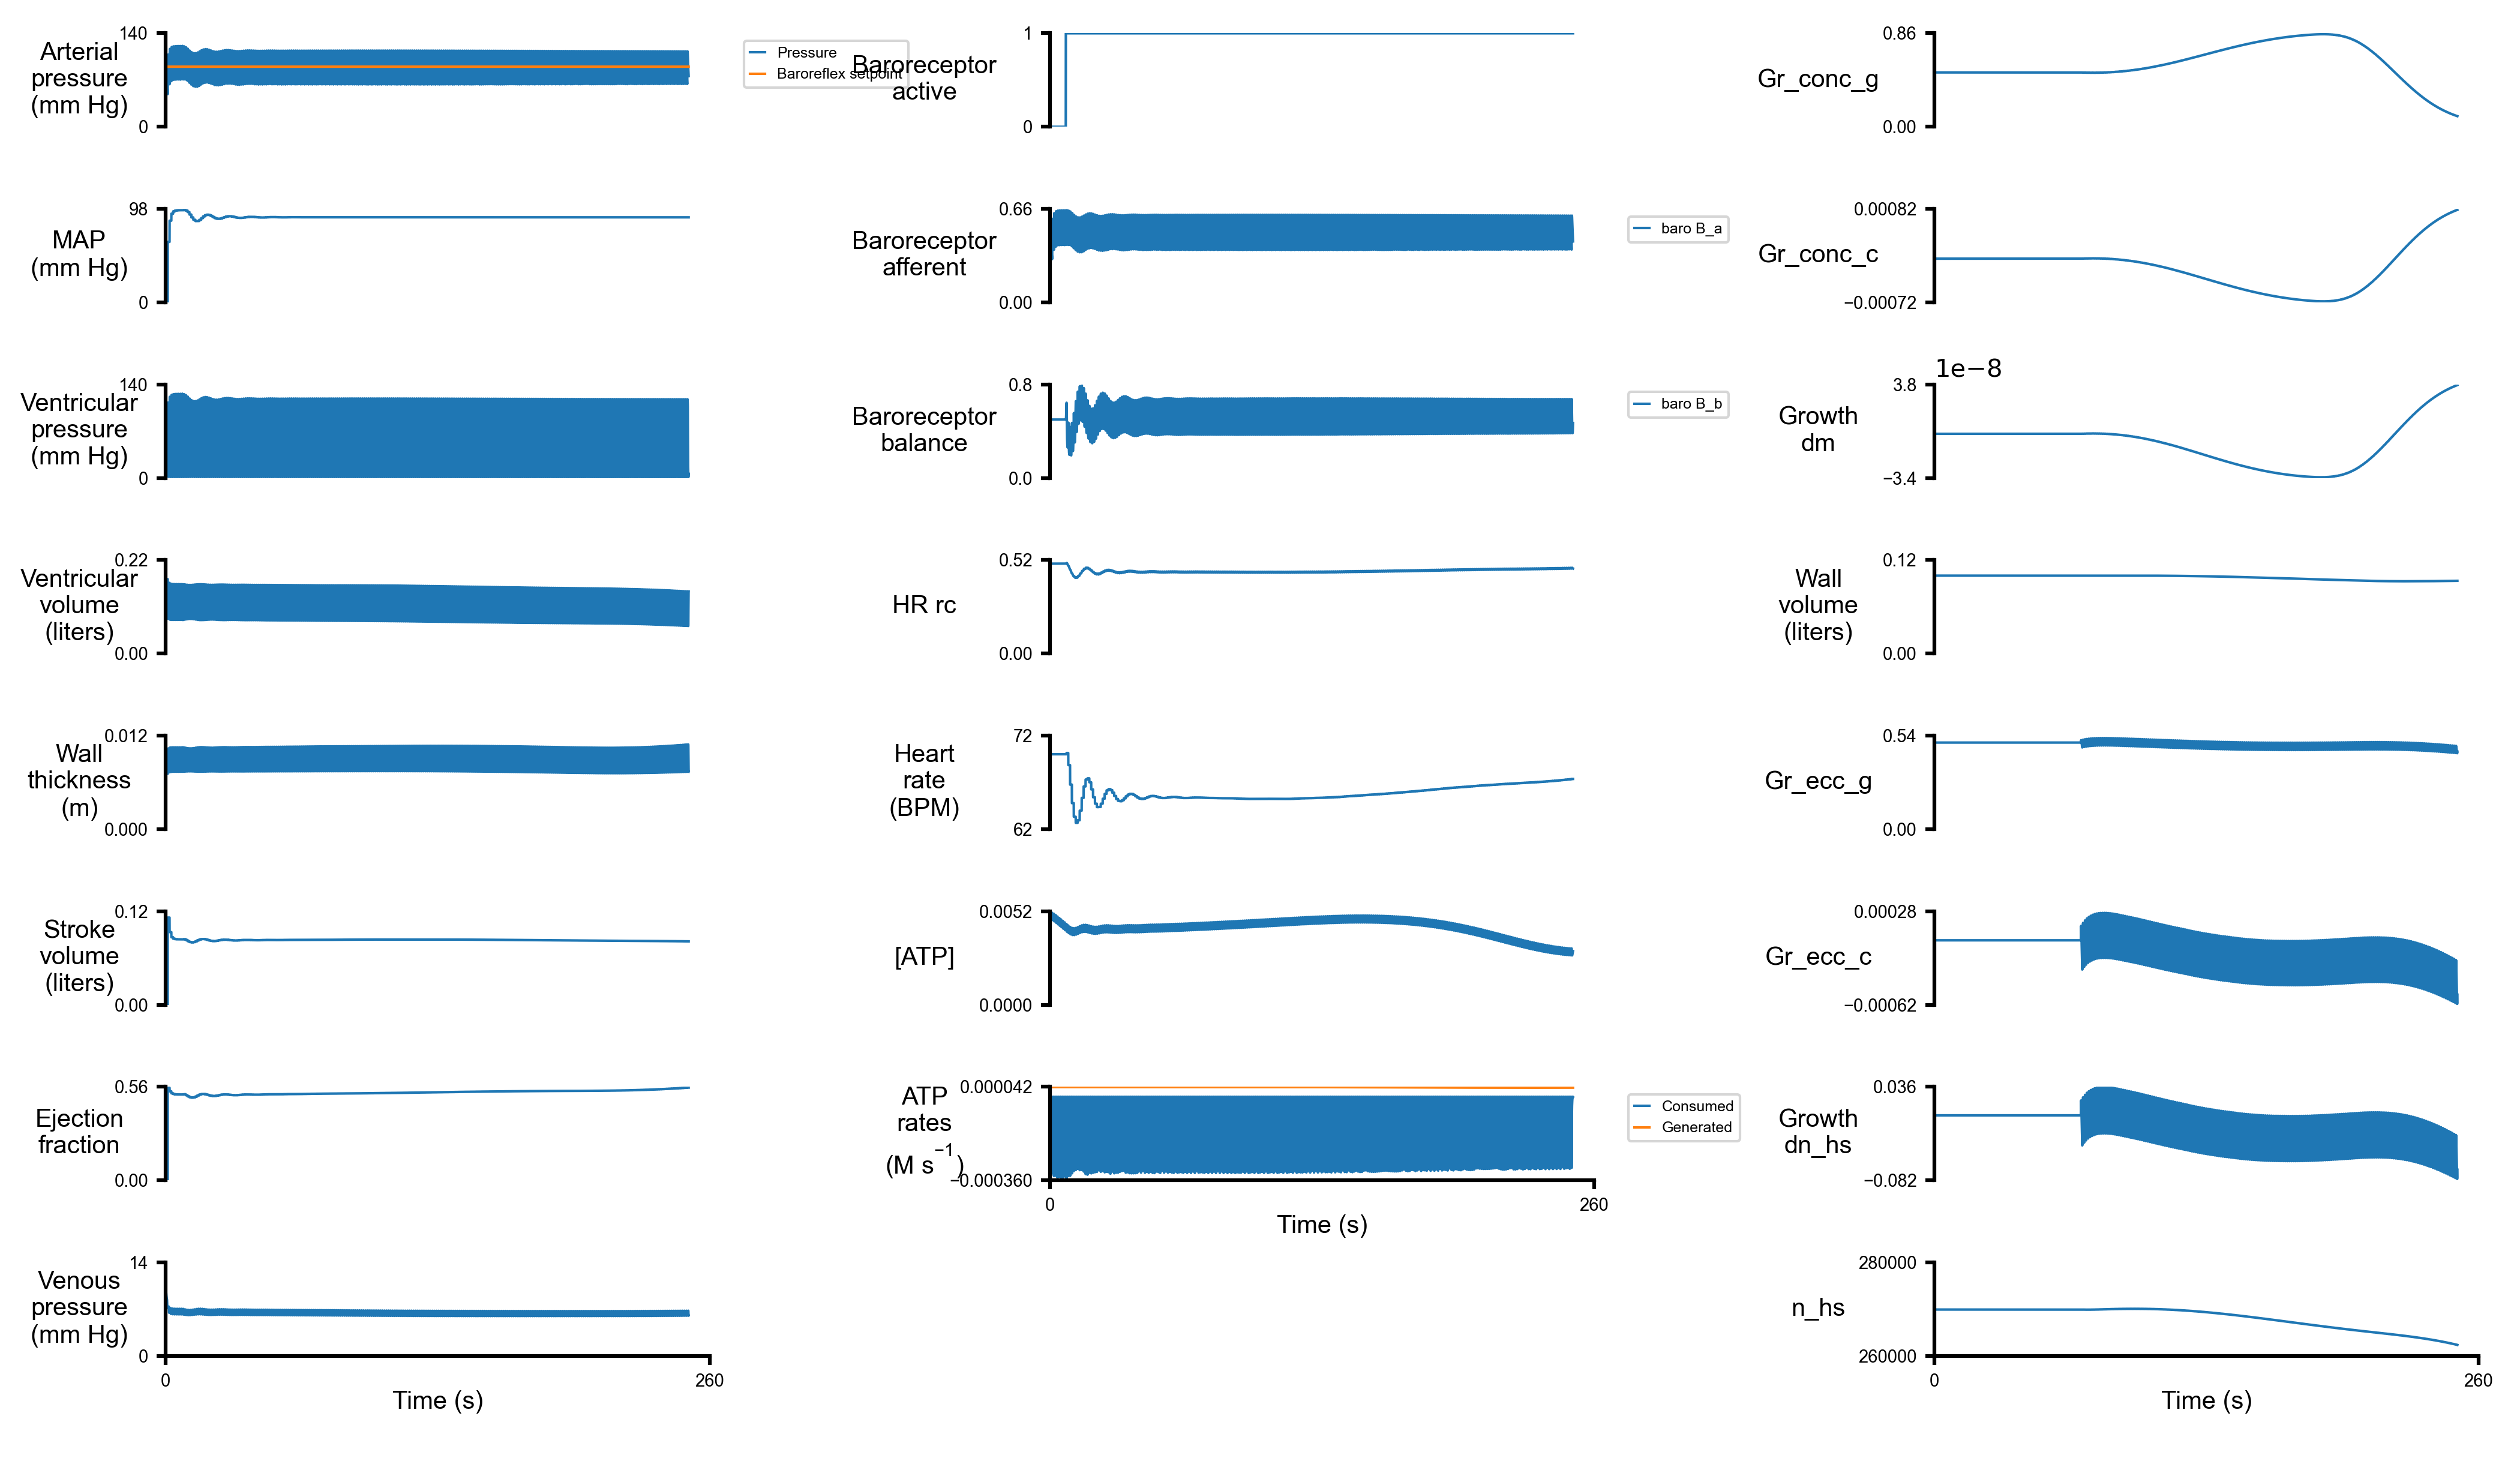 Arterial
pressure
(mm Hg)
140
0
Pressure
Baroreflex setpoint
MAP
(mm Hg)
98
0
Ventricular
pressure
(mm Hg)
140
0
Ventricular
volume
(liters)
0.22
0.00
Wall
thickness
(m)
0.012
0.000
Stroke
volume
(liters)
0.12
0.00
Ejection
fraction
0.56
0.00
Venous
pressure
(mm Hg)
14
0
0
260
Time (s)
Baroreceptor
active
1
1
Baroreceptor
afferent
0.66
0.00
baro B_a
Baroreceptor
balance
0.8
0.0
baro B_b
HR rc
0.52
0.00
Heart
rate
(BPM)
72
62
[ATP]
0.0052
0.0000
ATP
rates
(M s−1)
0.000042
−0.000360
Consumed
Generated
0
260
Time (s)
Gr_conc_g
0.86
0.00
Gr_conc_c
0.00082
−0.00072
1e−8
Growth
dm
3.8
−3.4
Wall
volume
(liters)
0.12
0.00
Gr_ecc_g
0.54
0.00
Gr_ecc_c
0.00028
−0.00062
Growth
dn_hs
0.036
−0.082
n_hs
280000
260000
0
260
Time (s)